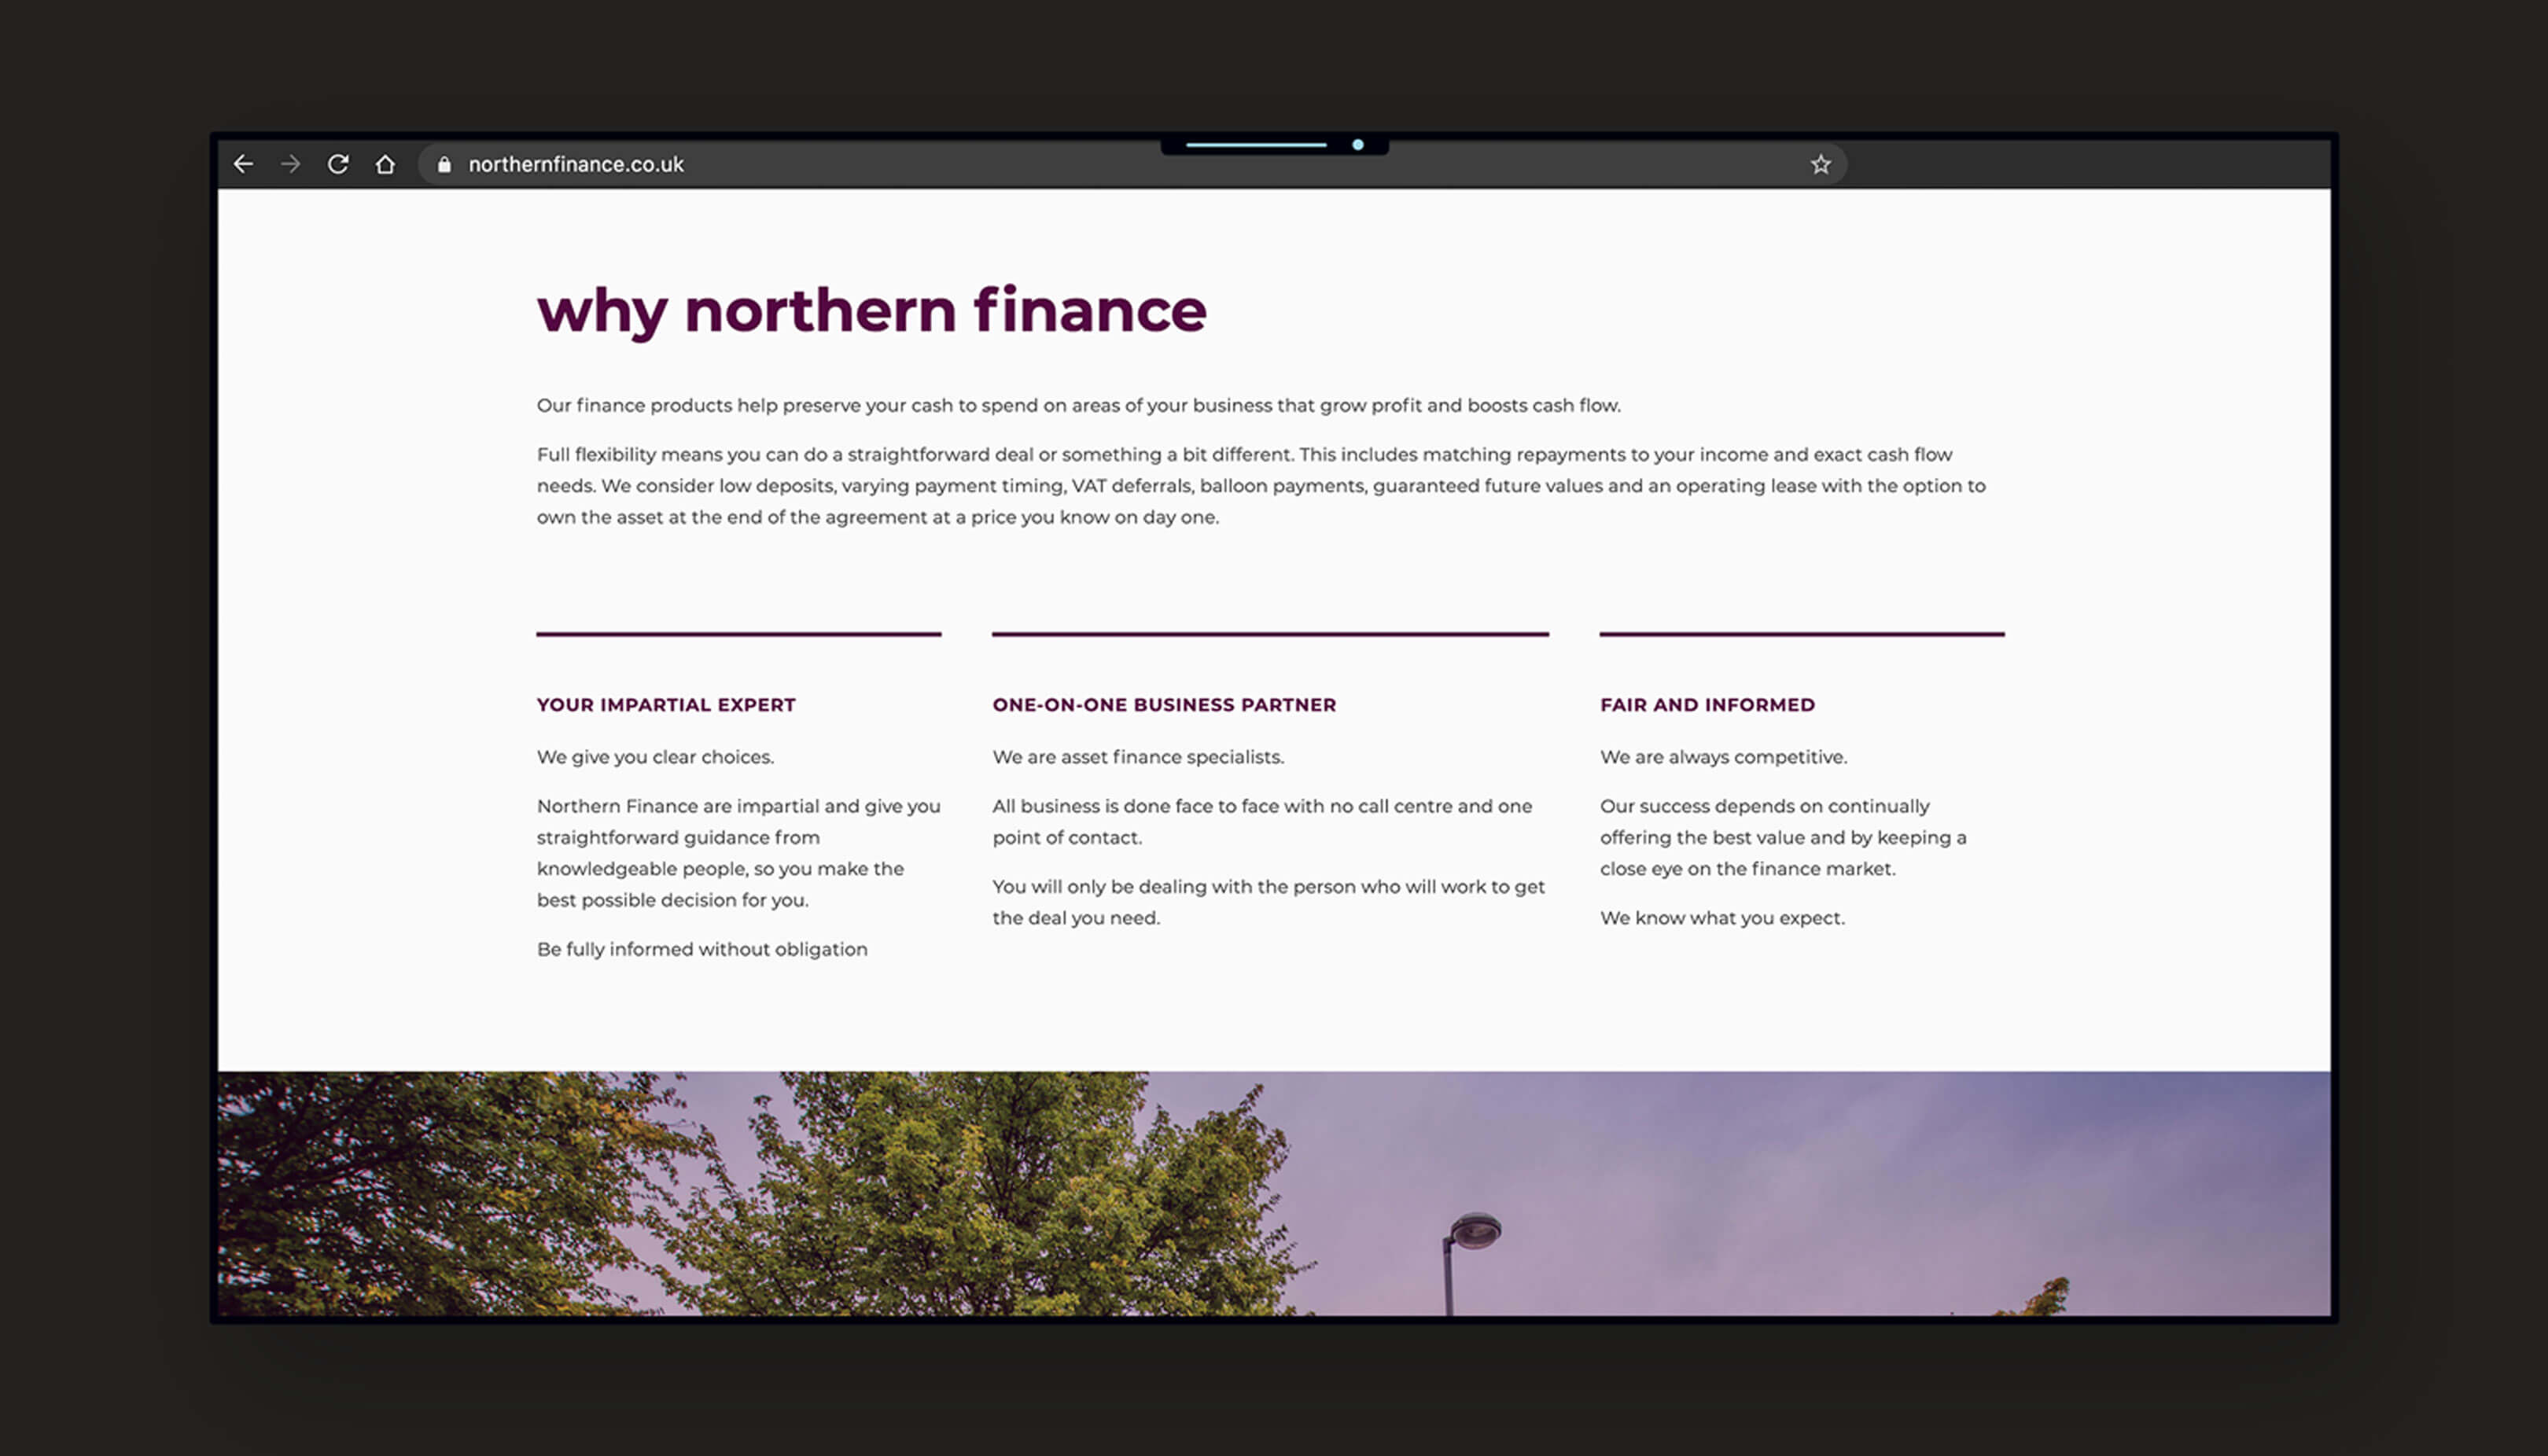 northernfinance.co.uk
why northern finance
Our finance products help preserve your cash to spend on areas of your business that grow profit and boosts cash flow.
Full flexibility means you can do a straightforward deal or something a bit different. This includes matching repayments to your income and exact cash flow
needs. We consider low deposits, varying payment timing, VAT deferrals, balloon payments, guaranteed future values and an operating lease with the option to
own the asset at the end of the agreement at a price you know on day one.
YOUR IMPARTIAL EXPERT
We give you clear choices.
Northern Finance are impartial and give you
straightforward guidance from
knowledgeable people, so you make the
best possible decision for you.
Be fully informed without obligation
ONE-ON-ONE BUSINESS PARTNER
We are asset finance specialists.
All business is done face to face with no call centre and one
point of contact.
You will only be dealing with the person who will work to get
the deal you need.
FAIR AND INFORMED
We are always competitive.
Our success depends on continually
offering the best value and by keeping a
close eye on the finance market.
We know what you expect.